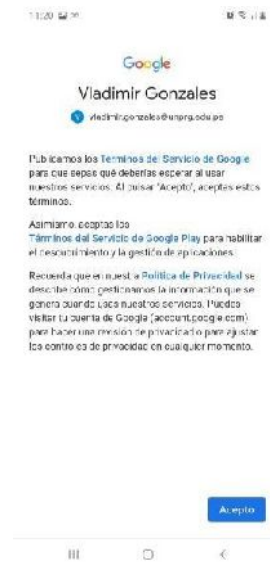 11:20
Google
Vladimir Gonzales
vladimir.gonzales@unprg.edu.pe
Publicamos los Términos del Servicio de Google
para que sepas qué deberías esperar al usar
nuestros servicios. Al pulsar "Acepto", aceptas estos
términos.
Asimismo, aceptas los
Términos del Servicio de Google Play para habilitar
el descubrimiento y la gestión de aplicaciones.
Recuerda que en nuestra Política de Privacidad se
describe cómo gestionamos la información que se
genera cuando usas nuestros servicios. Puedes
visitar tu cuenta de Google (account.google.com)
para hacer una revisión de privacidad o para ajustar
los controles de privacidad en cualquier momento.
Acepto